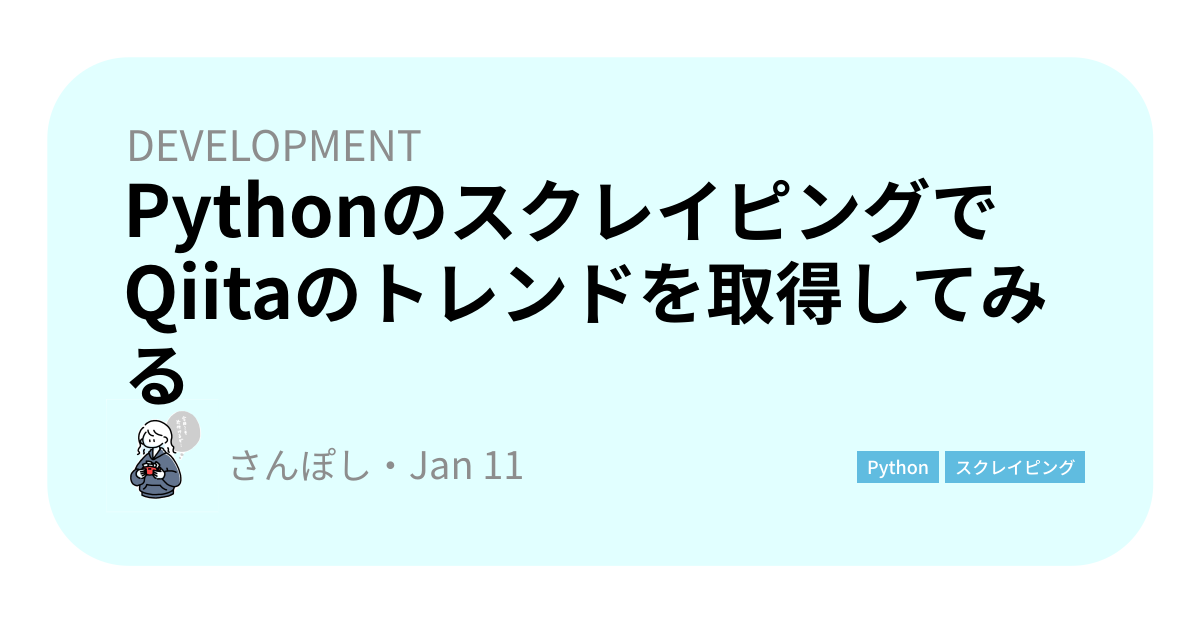 DEVELOPMENT
Pythonのスクレイピングで
Qiitaのトレンドを取得してみ
る
さんぽし・Jan 11
Python
スクレイピング